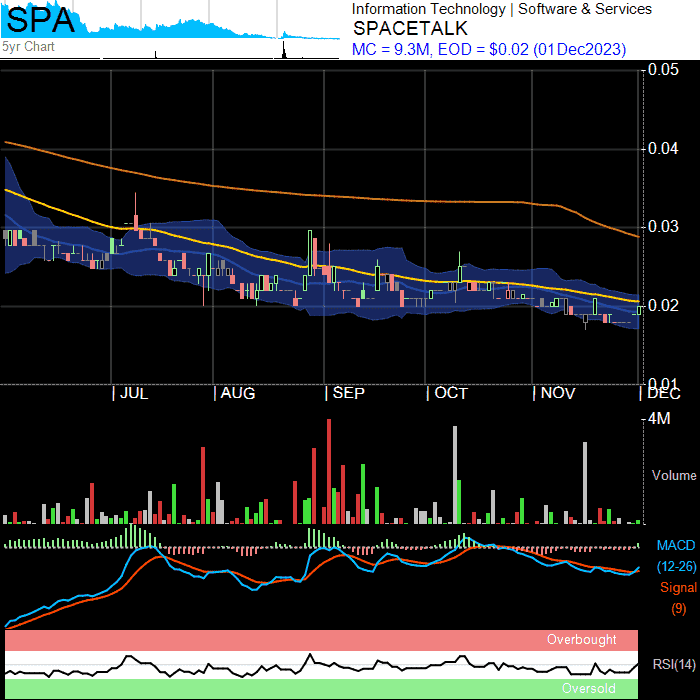 SPA
5yr Chart
Information Technology | Software & Services
SPACETALK
MC = 9.3M, EOD = $0.02 (01Dec2023)
0.05
0.04
0.03
0.02
0.01
JUL
AUG
SEP
OCT
NOV
DEC
4M
Volume
MACD
(12-26)
Signal
(9)
Overbought
RSI(14)
Oversold